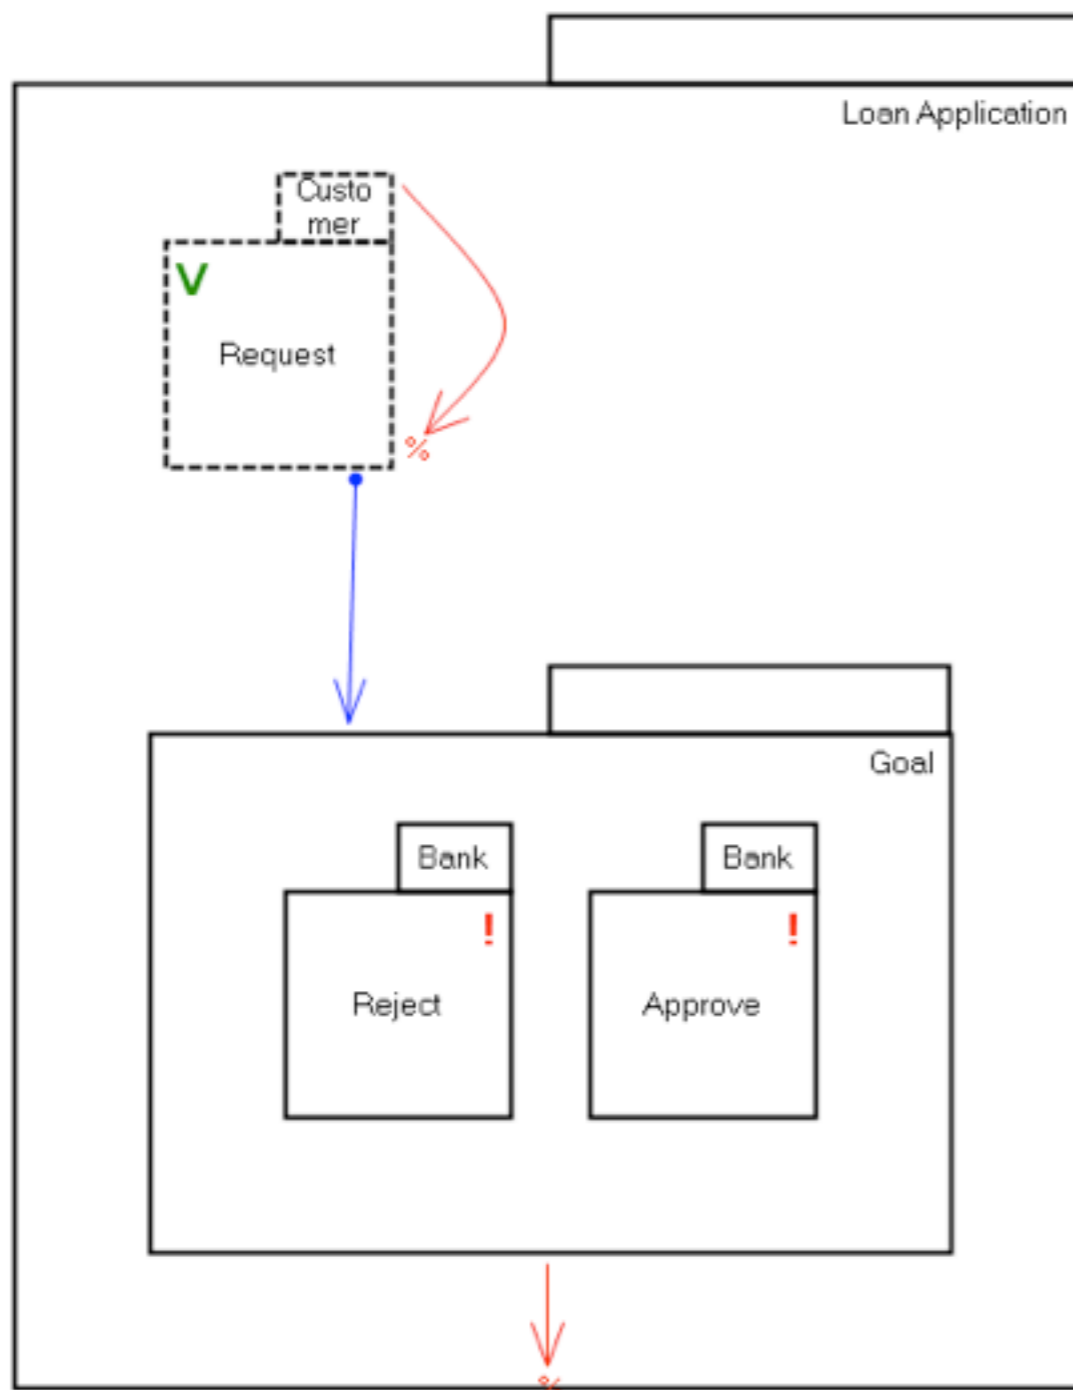 Loan Application
Custo
mer
V
Request
%
Goal
Bank
Bank
!
!
Reject
Approve
%